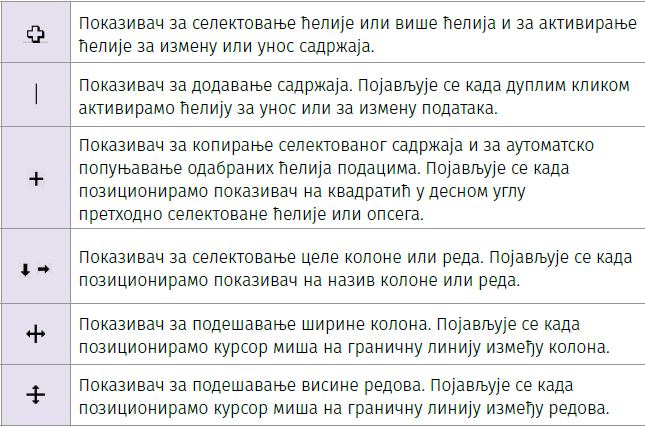 Показивач за селектовање ћелије или више ћелија и за активирање
ћелије за измену или унос садржаја.
Показивач за додавање садржаја. Појављује се када дуплим кликом
активирамо ћелију за унос или за измену података.
Показивач за копирање селектованог садржаја и за аутоматско
попуњавање одабраних ћелија подацима. Појављује се када
позиционирамо показивач на квадратић у десном углу
претходно селектоване ћелије или опсега.
Показивач за селектовање целе колоне или реда. Појављује се када
позиционирамо показивач на назив колоне или реда.
Показивач за подешавање ширине колона. Појављује се када
позиционирамо курсор миша на граничну линију између колона.
Показивач за подешавање висине редова. Појављује се када
позиционирамо курсор миша на граничну линију између редова.